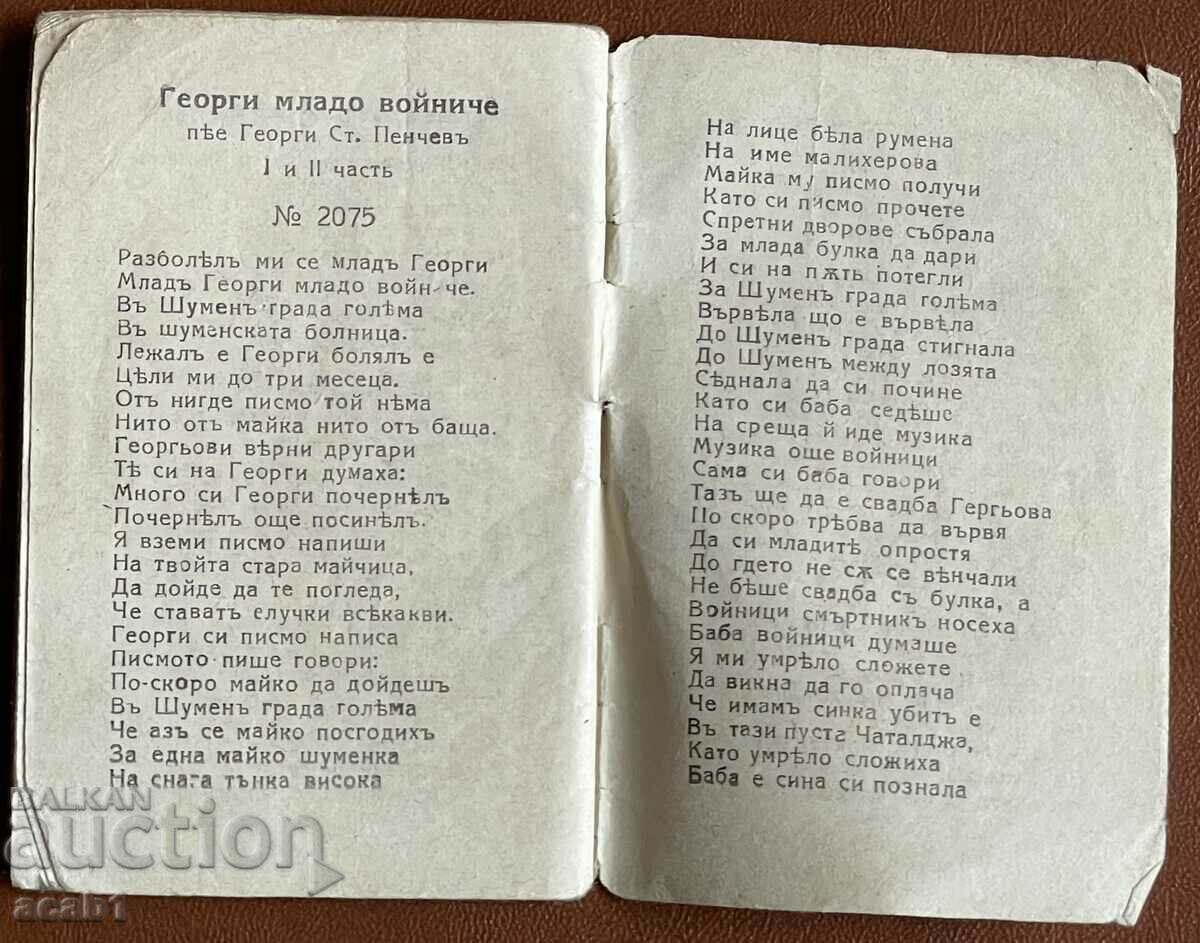 Георги младо войниче
пѣе Георги Ст. Пенчевъ
I и II часть
№ 2075
Разболѣлъ ми се младъ Георги
Младъ Георги младо войн че.
Въ Шуменъ града голѣма
Въ шуменската болница.
Лежалъ е Георги болялъ е
Цѣли ми до три месеца.
Отъ нигде писмо той нѣма
Нито отъ майка нито отъ баща.
Георгьови вѣрни другари
Тѣ си на Георги думаха:
Много си Георги почернѣлъ
Почернѣлъ още посинѣлъ.
Я вземи писмо напиши
На твойта стара майчица,
Да дойде да те погледа,
Че ставатъ случки всѣкакви.
Георги си писмо написа
Писмото пише говори:
По-скоро майко да дойдешъ
Въ Шуменъ града голѣма
Че азъ се майко посгодихъ
За една майко шуменка
На снага тънка висока
На лице бѣла румена
На име малихерова
Майка му писмо получи
Като си писмо прочете
Спретни дворове събрала
За млада булка да дари
И си на пѫть потегли
За Шуменъ града голѣма
Вървѣла що е вървѣла
До Шуменъ града стигнала
До Шуменъ между лозята
Сѣднала да си почине
Като си баба седѣше
На среща й иде музика
Музика още войници
Сама си баба говори
Тазъ ще да е свадба Гергьова
По скоро трѣбва да вървя
Да си младитѣ опростя
До гдето не сѫ се вѣнчали
Не бѣше свадба съ булка, а
Войници смъртникъ носеха
Баба войници думаше
Я ми умрѣло сложете
Да викна да го оплача
Че имамъ синка убитъ е
Въ тази пуста Чаталджа,
Като умрѣло сложиха
Баба е сина си познала
BALKAN
auction
acab1